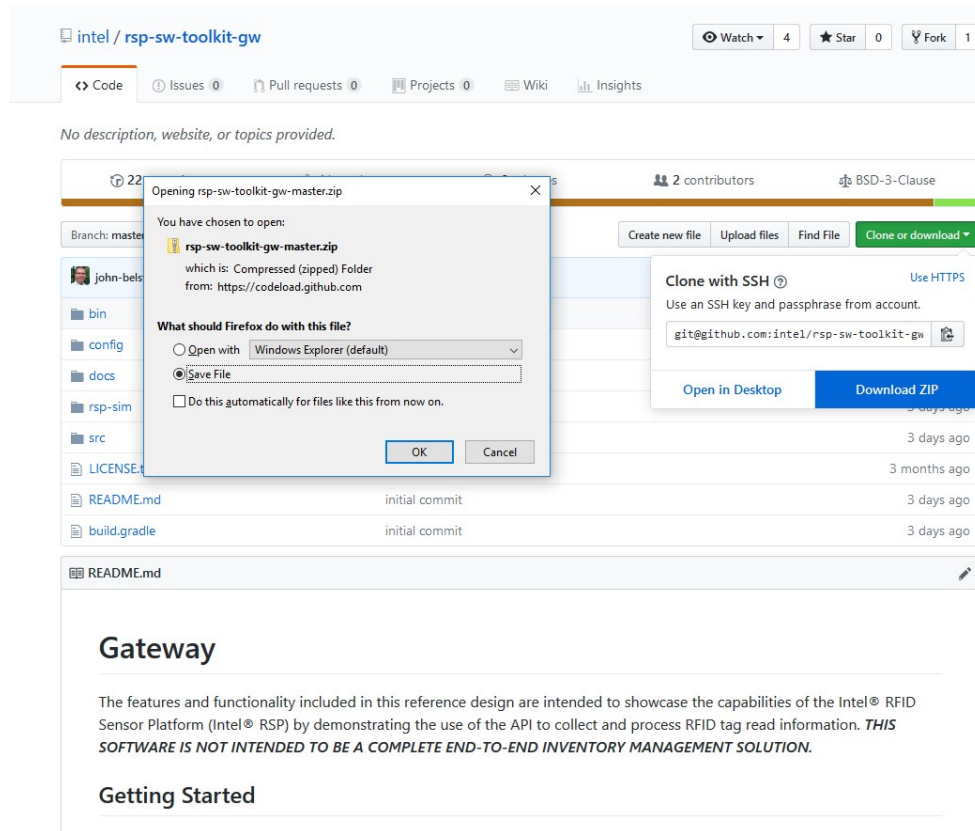 intel / rsp-sw-toolkit-gw
Watch 4 Star 0 Fork 1
Code Issues 0 Pull requests 0 Projects 0 Wiki Insights
No description, website, or topics provided.
22
2 contributors BSD-3-Clause
Opening rsp-sw-toolkit-gw-master.zip
You have chosen to open:
rsp-sw-toolkit-gw-master.zip
which is: Compressed (zipped) Folder
from: https://codeload.github.com
What should Firefox do with this file?
Open with Windows Explorer (default)
Save File
Do this automatically for files like this from now on.
OK Cancel
Branch: master
Create new file Upload files Find File Clone or download
Clone with SSH Use HTTPS
Use an SSH key and passphrase from account.
git@github.com:intel/rsp-sw-toolkit-gw
Open in Desktop Download ZIP
john-bels
bin
config
docs
rsp-sim 3 days ago
src 3 days ago
LICENSE.t 3 months ago
README.md initial commit 3 days ago
build.gradle initial commit 3 days ago
README.md
Gateway
The features and functionality included in this reference design are intended to showcase the capabilities of the Intel® RFID
Sensor Platform (Intel® RSP) by demonstrating the use of the API to collect and process RFID tag read information. THIS
SOFTWARE IS NOT INTENDED TO BE A COMPLETE END-TO-END INVENTORY MANAGEMENT SOLUTION.
Getting Started